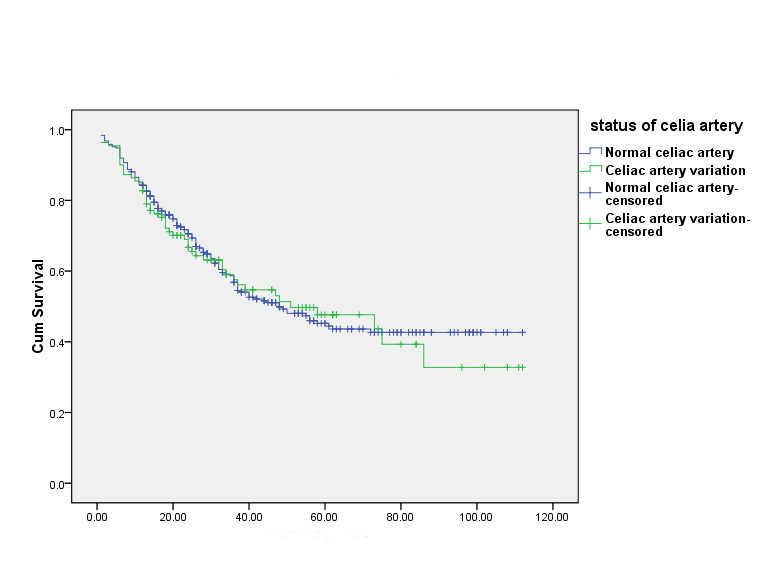 status of celia artery
Normal celiac artery
Celiac artery variation
Normal celiac artery-
censored
Celiac artery variation-
censored
Cum Survival
1.0
0.8
0.6
0.4
0.2
0.0
0.00 20.00 40.00 60.00 80.00 100.00 120.00